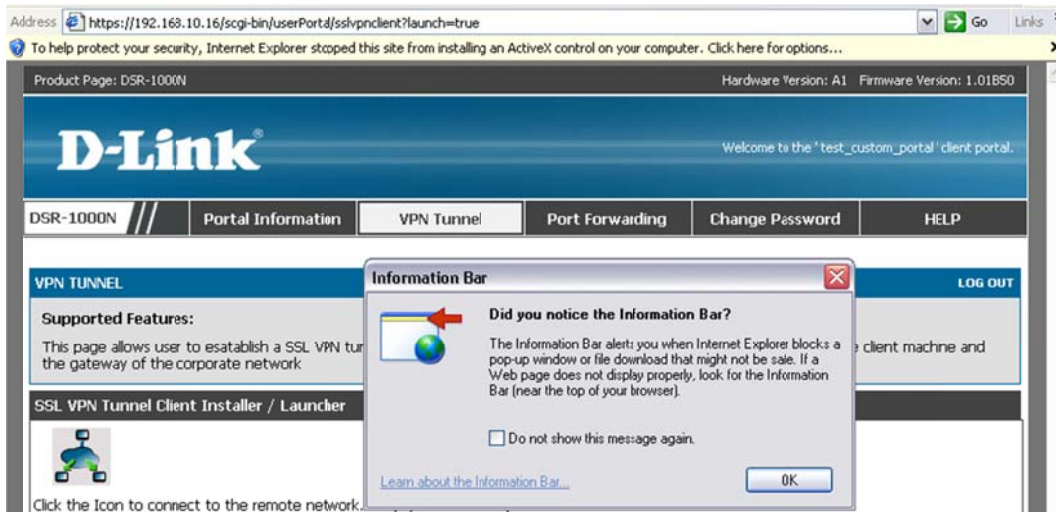 Address https://192.168.10.16/scgi-bin/userPortal/sslvpnclient?launch=true Go Links
To help protect your security, Internet Explorer stopped this site from installing an ActiveX control on your computer. Click here for options...
Product Page: DSR-1000N Hardware Version: A1 Firmware Version: 1.01B50
D-Link®
Welcome to the 'test_custom_portal' client portal.
DSR-1000N Portal Information VPN Tunnel Port Forwarding Change Password HELP
VPN TUNNEL LOG OUT
Supported Features:
This page allows user to esatablish a SSL VPN tur client machine and
the gateway of the corporate network
SSL VPN Tunnel Client Installer / Launcher
Click the Icon to connect to the remote network.
Information Bar
Did you notice the Information Bar?
The Information Bar alerts you when Internet Explorer blocks a
pop-up window or file download that might not be safe. If a
Web page does not display properly, look for the Information
Bar (near the top of your browser).
Do not show this message again.
Learn about the Information Bar...
OK